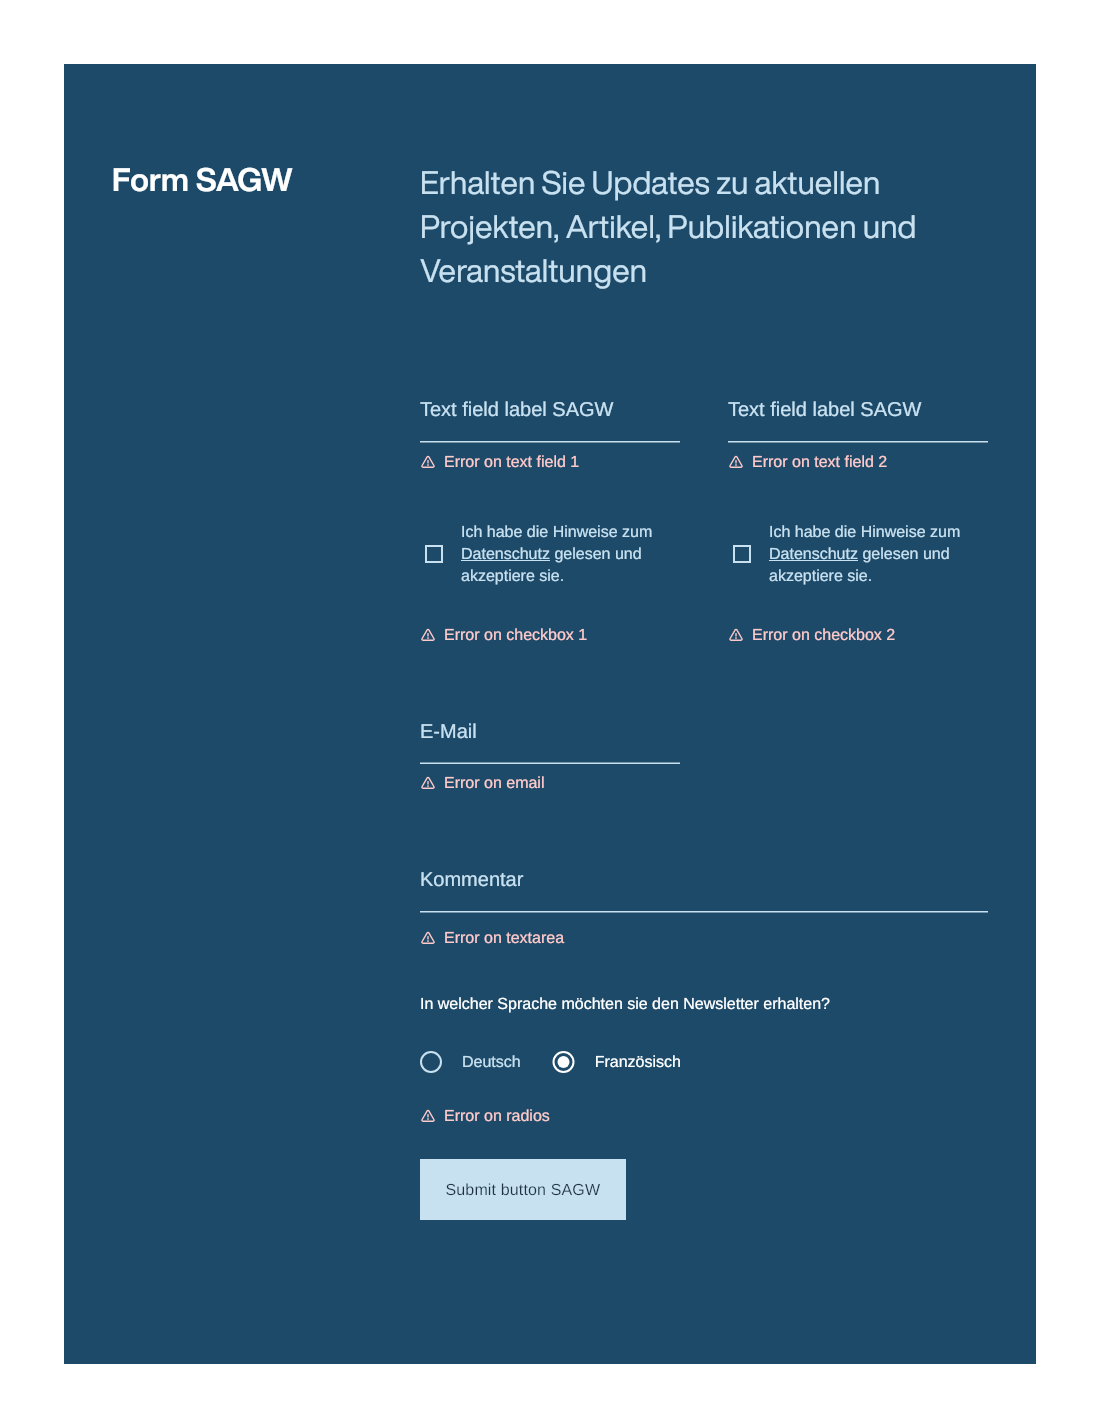 Form SAGW
Erhalten Sie Updates zu aktuellen
Projekten, Artikel, Publikationen und
Veranstaltungen
Text field label SAGW
Text field label SAGW
Error on text field 1
Error on text field 2
Ich habe die Hinweise zum
Datenschutz gelesen und
akzeptiere sie.
Ich habe die Hinweise zum
Datenschutz gelesen und
akzeptiere sie.
Error on checkbox 1
Error on checkbox 2
E-Mail
Error on email
Kommentar
Error on textarea
In welcher Sprache möchten sie den Newsletter erhalten?
Deutsch
Französisch
Error on radios
Submit button SAGW